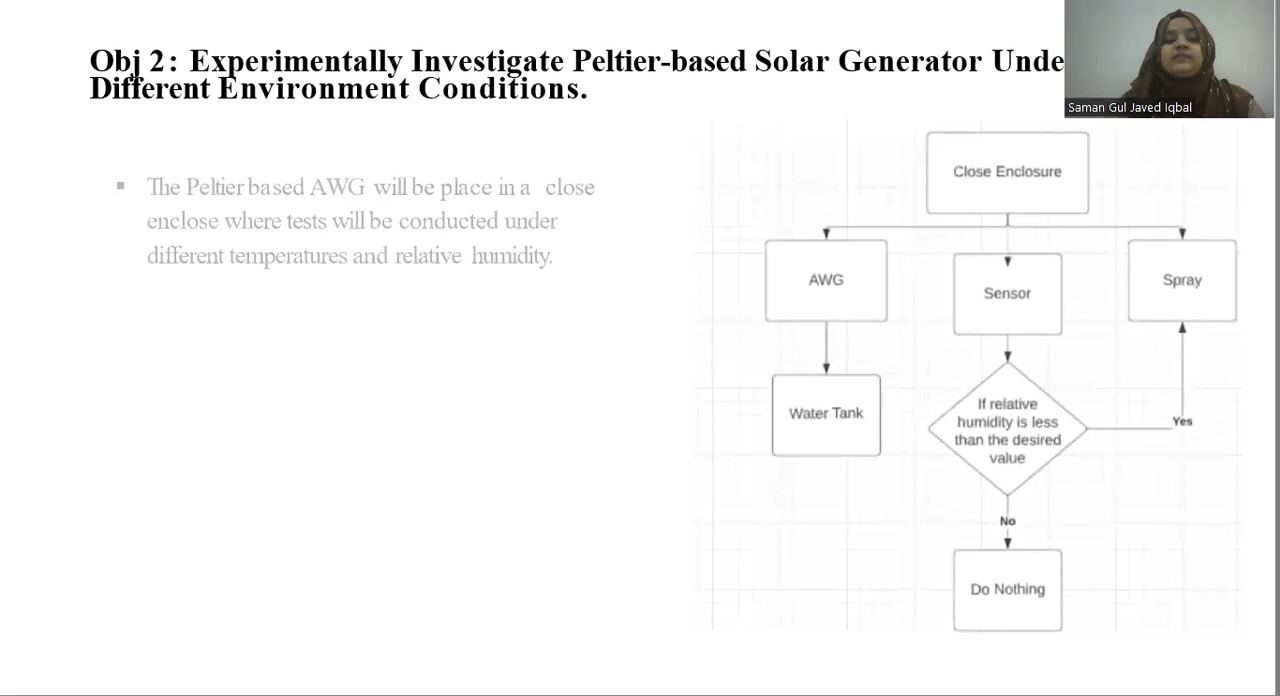 Obj 2: Experimentally Investigate Peltier-based Solar Generator Unde
Different Environment Conditions.
Saman Gul Javed Iqbal
▪ The Peltier based AWG will be place in a close
enclose where tests will be conducted under
different temperatures and relative humidity.
Close Enclosure
AWG
Sensor
Spray
Water Tank
If relative
humidity is less
than the desired
value
Yes
No
Do Nothing